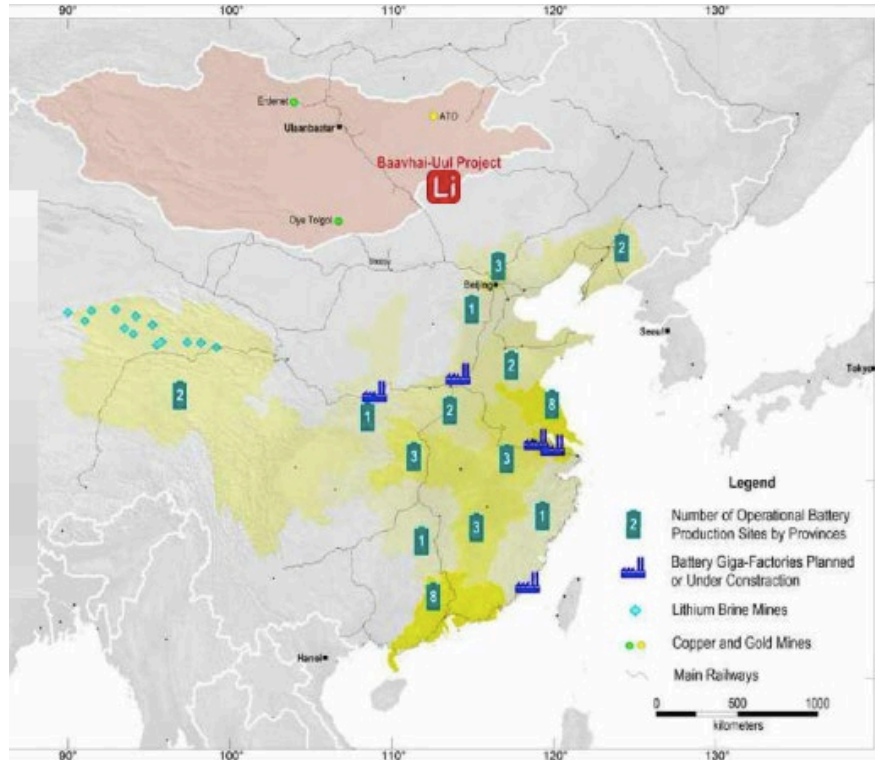 90°
100°
110°
120°
130°
Erdenet
Ulaanbaatar
ATO
Baavhai-Uul Project
Li
Oyu Tolgoi
2
3
Beijing
1
Seoul
Tokyo
2
2
1
2
8
3
3
1
3
1
8
Hanoi
Legend
2
Number of Operational Battery
Production Sites by Provinces
Battery Giga-Factories Planned
or Under Constraction
Lithium Brine Mines
Copper and Gold Mines
Main Railways
0 500 1000
kilometers
90°
100°
110°
120°
130°